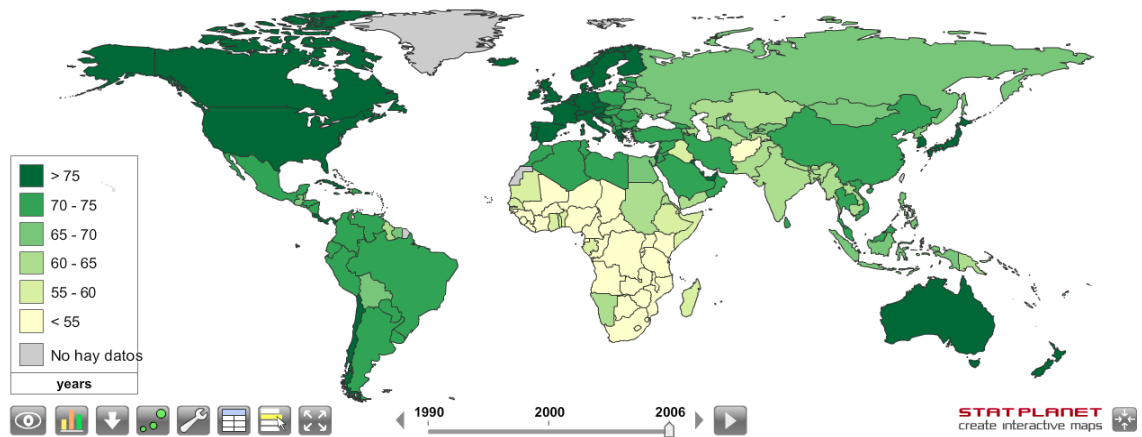 > 75
70 - 75
65 - 70
60 - 65
55 - 60
< 55
No hay datos
years
1990
2000
2006
STAT PLANET
create interactive maps